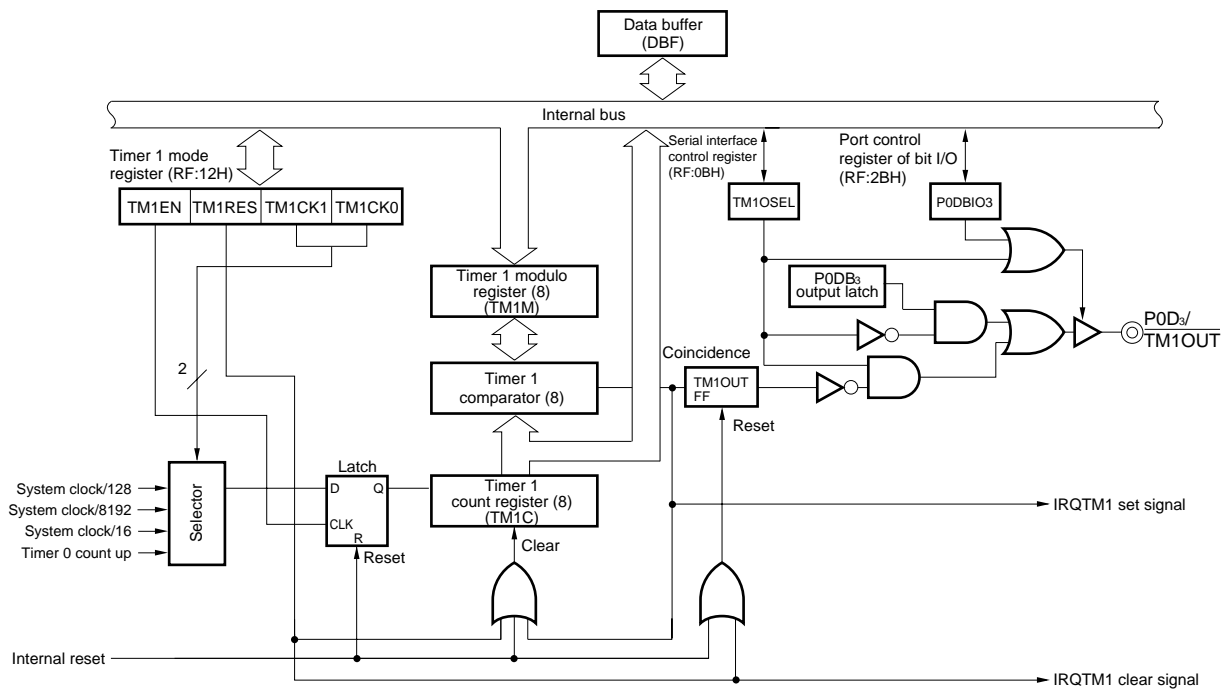 Data buffer
(DBF)
Internal bus
Timer 1 mode
register (RF:12H)
Serial interface
control register
(RF:0BH)
Port control
register of bit I/O
(RF:2BH)
TM1EN TM1RES TM1CK1 TM1CK0
TM1OSEL
P0DBIO3
Timer 1 modulo
register (8)
(TM1M)
P0DB₃
output latch
P0D₃/
TM1OUT
2
Timer 1
comparator (8)
Coincidence
TM1OUT
FF
Reset
Selector
System clock/128
System clock/8192
System clock/16
Timer 0 count up
Latch
D Q
CLK
R
Reset
Timer 1
count register (8)
(TM1C)
Clear
IRQTM1 set signal
Internal reset
IRQTM1 clear signal